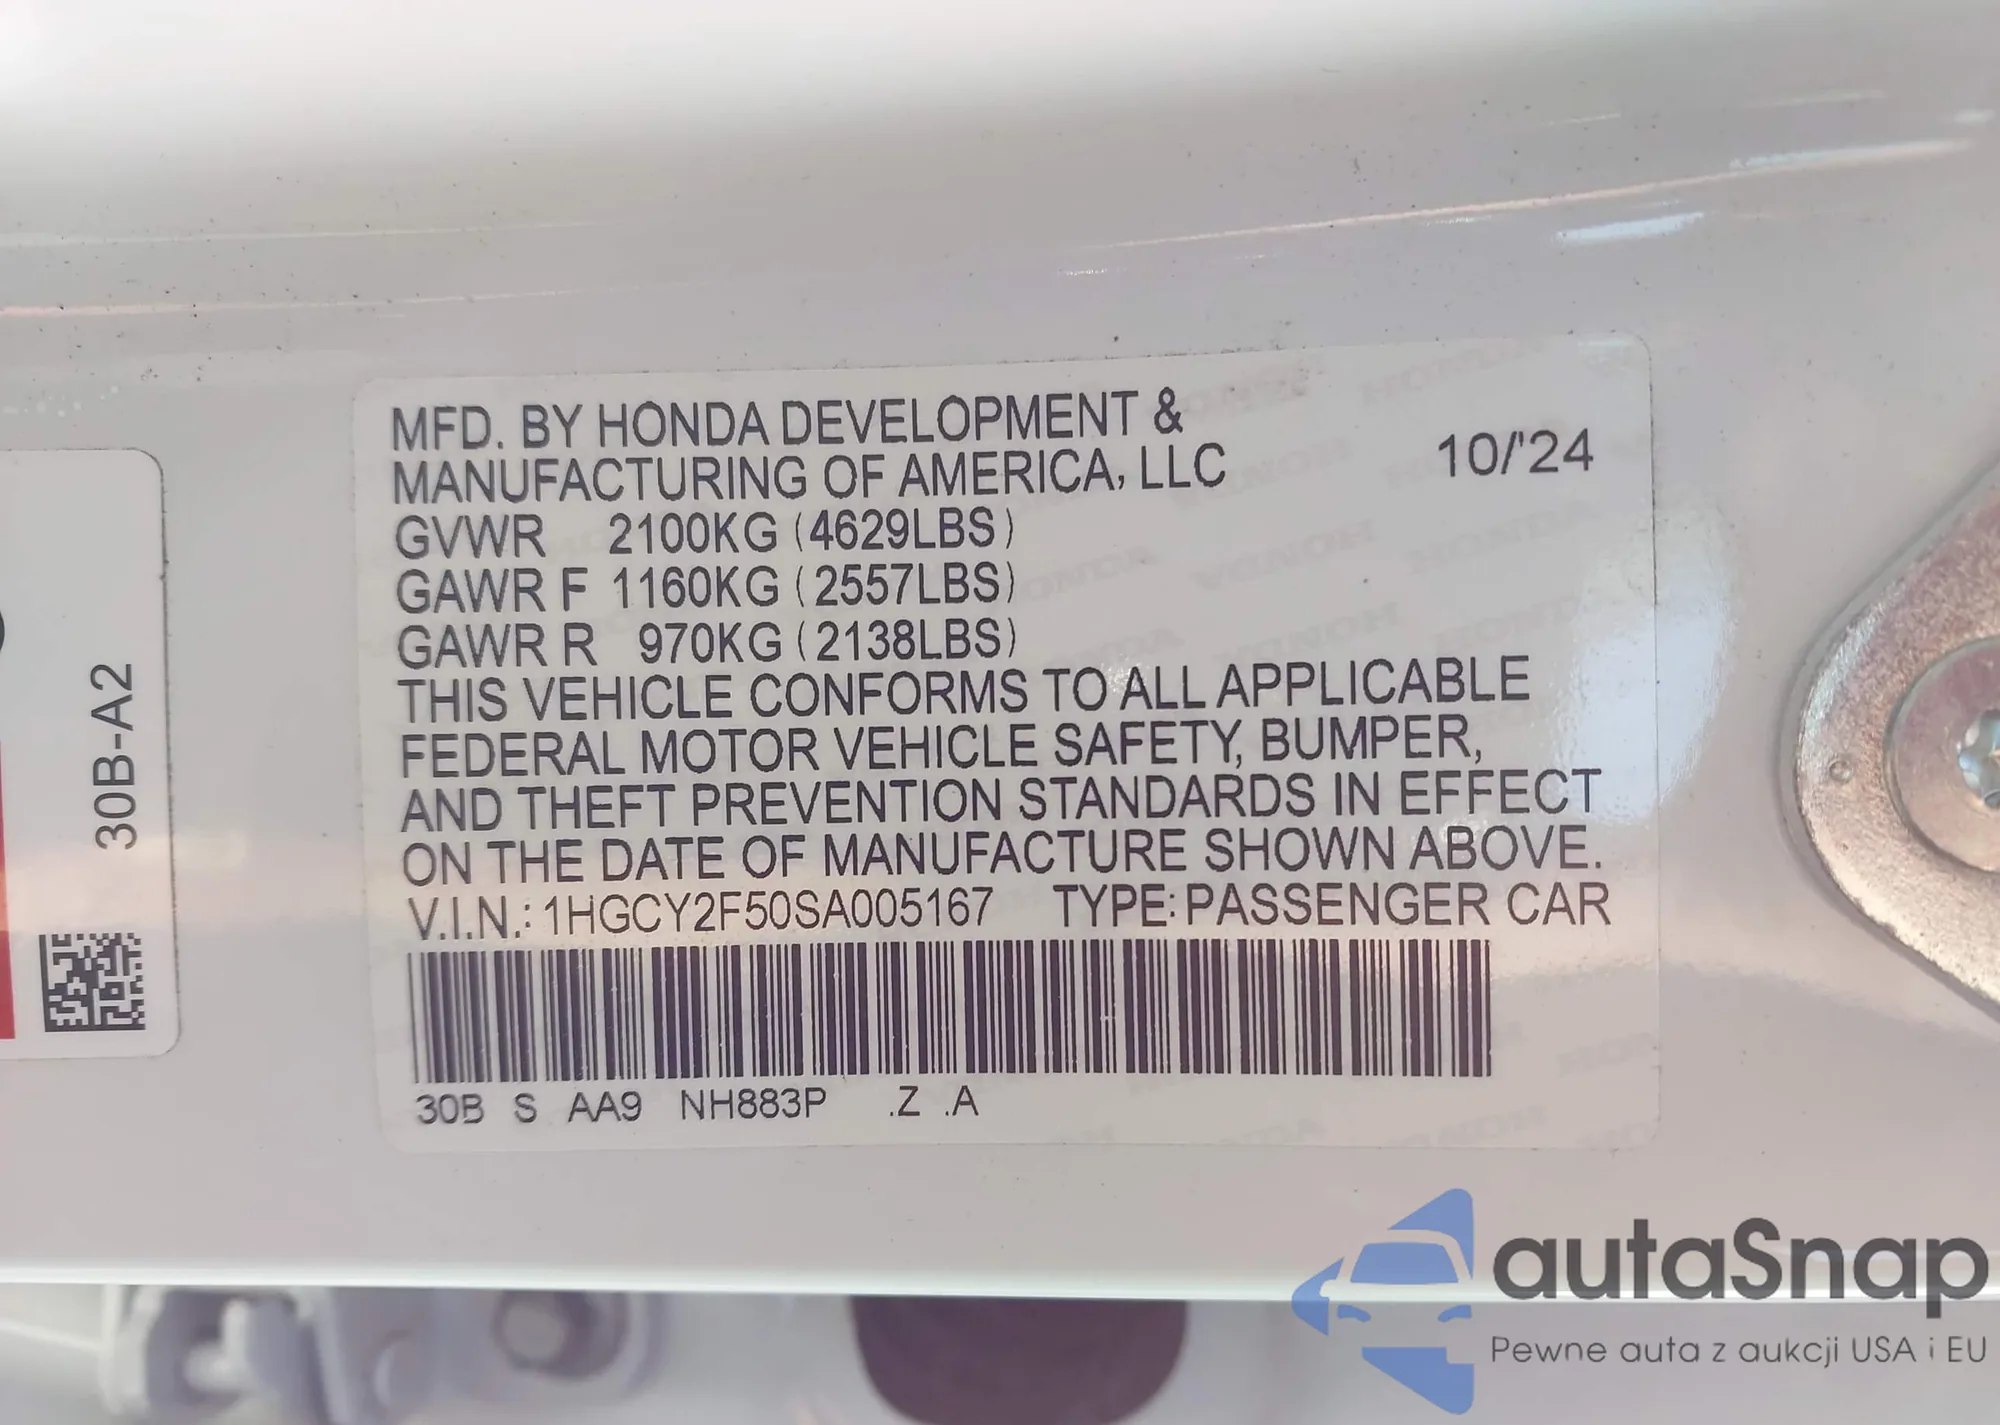 MFD. BY HONDA DEVELOPMENT &
MANUFACTURING OF AMERICA, LLC
10/'24
GVWR 2100KG (4629LBS)
GAWR F 1160KG (2557LBS)
GAWR R 970KG (2138LBS)
THIS VEHICLE CONFORMS TO ALL APPLICABLE
FEDERAL MOTOR VEHICLE SAFETY, BUMPER,
AND THEFT PREVENTION STANDARDS IN EFFECT
ON THE DATE OF MANUFACTURE SHOWN ABOVE.
V.I.N.: 1HGCY2F50SA005167 TYPE: PASSENGER CAR
30B S AA9 NH883P .Z .A
30B-A2
autaSnap
Pewne auta z aukcji USA i EU